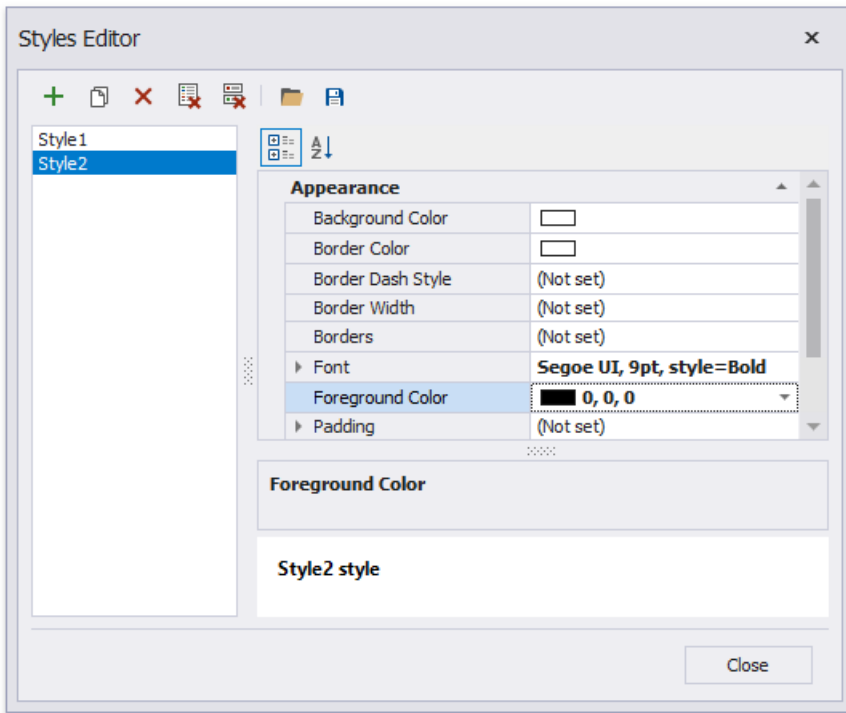 Styles Editor
Style1
Style2
Appearance
Background Color
Border Color
Border Dash Style (Not set)
Border Width (Not set)
Borders (Not set)
Font Segoe UI, 9pt, style=Bold
Foreground Color 0, 0, 0
Padding (Not set)
Foreground Color
Style2 style
Close